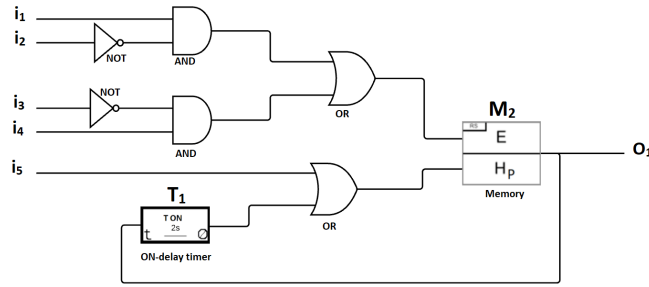 i₁
i₂
NOT
AND
NOT
i₃
i₄
AND
OR
M₂
RS
E
H_P
Memory
O₁
i₅
OR
T₁
T ON
2s
t
Ø
ON-delay timer